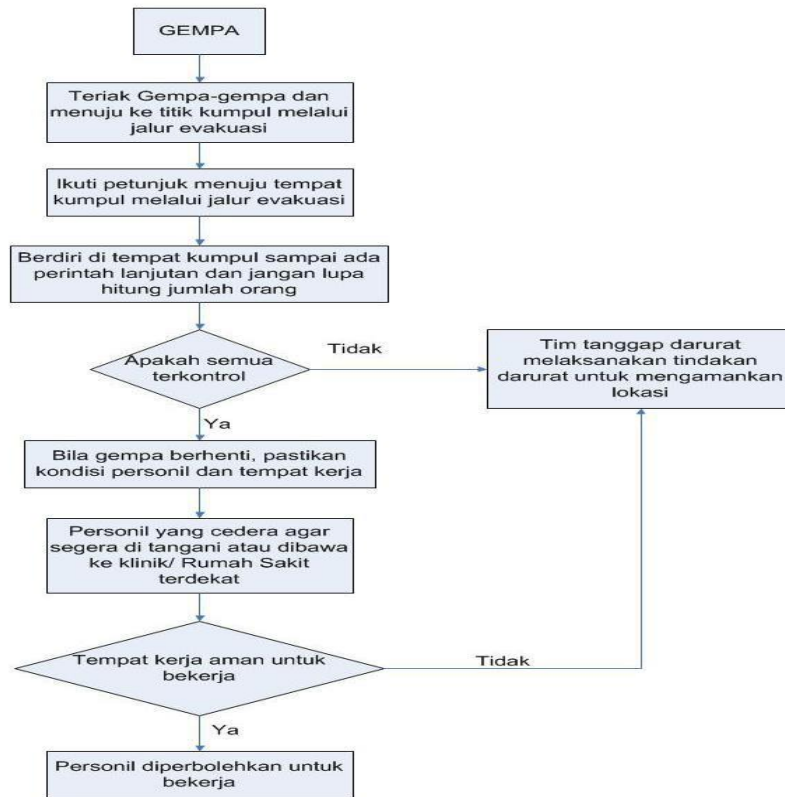 GEMPA
Teriak Gempa-gempa dan
menuju ke titik kumpul melalui
jalur evakuasi
Ikuti petunjuk menuju tempat
kumpul melalui jalur evakuasi
Berdiri di tempat kumpul sampai ada
perintah lanjutan dan jangan lupa
hitung jumlah orang
Apakah semua
terkontrol
Tidak
Tim tanggap darurat
melaksanakan tindakan
darurat untuk mengamankan
lokasi
Ya
Bila gempa berhenti, pastikan
kondisi personil dan tempat kerja
Personil yang cedera agar
segera di tangani atau dibawa
ke klinik/ Rumah Sakit
terdekat
Tempat kerja aman untuk
bekerja
Tidak
Ya
Personil diperbolehkan untuk
bekerja